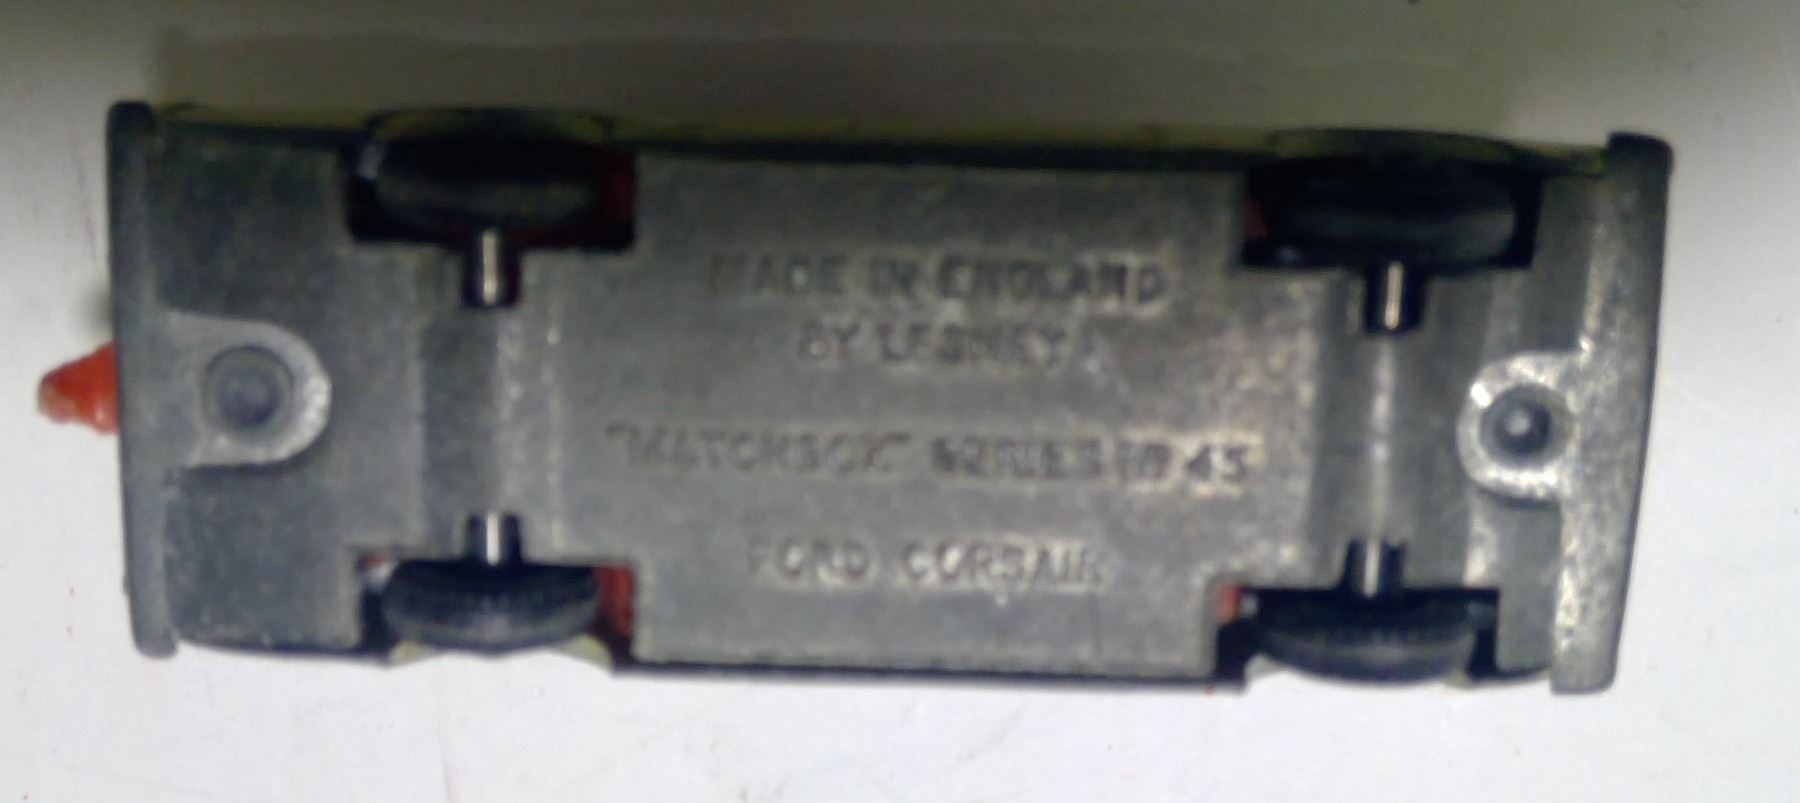 MADE IN ENGLAND
BY LESNEY
"MATCHBOX" SERIES Nº 45
FORD CORSAIR